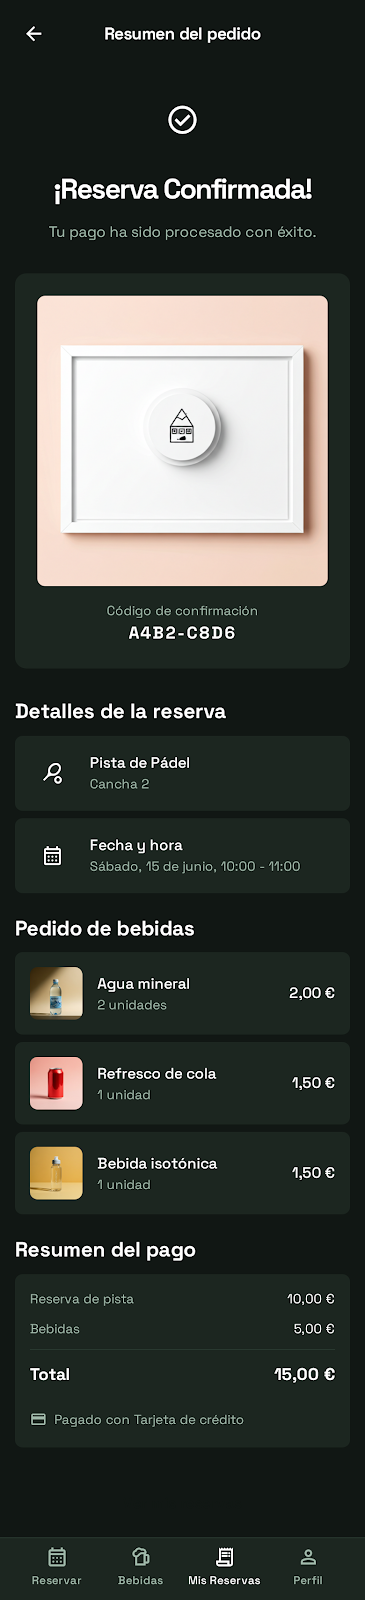 Resumen del pedido
¡Reserva Confirmada!
Tu pago ha sido procesado con éxito.
Código de confirmación
A4B2-C8D6
Detalles de la reserva
Pista de Pádel
Cancha 2
Fecha y hora
Sábado, 15 de junio, 10:00 - 11:00
Pedido de bebidas
Agua mineral
2 unidades
2,00 €
Refresco de cola
1 unidad
1,50 €
Bebida isotónica
1 unidad
1,50 €
Resumen del pago
Reserva de pista 10,00 €
Bebidas 5,00 €
Total 15,00 €
Pagado con Tarjeta de crédito
Reservar Bebidas Mis Reservas Perfil